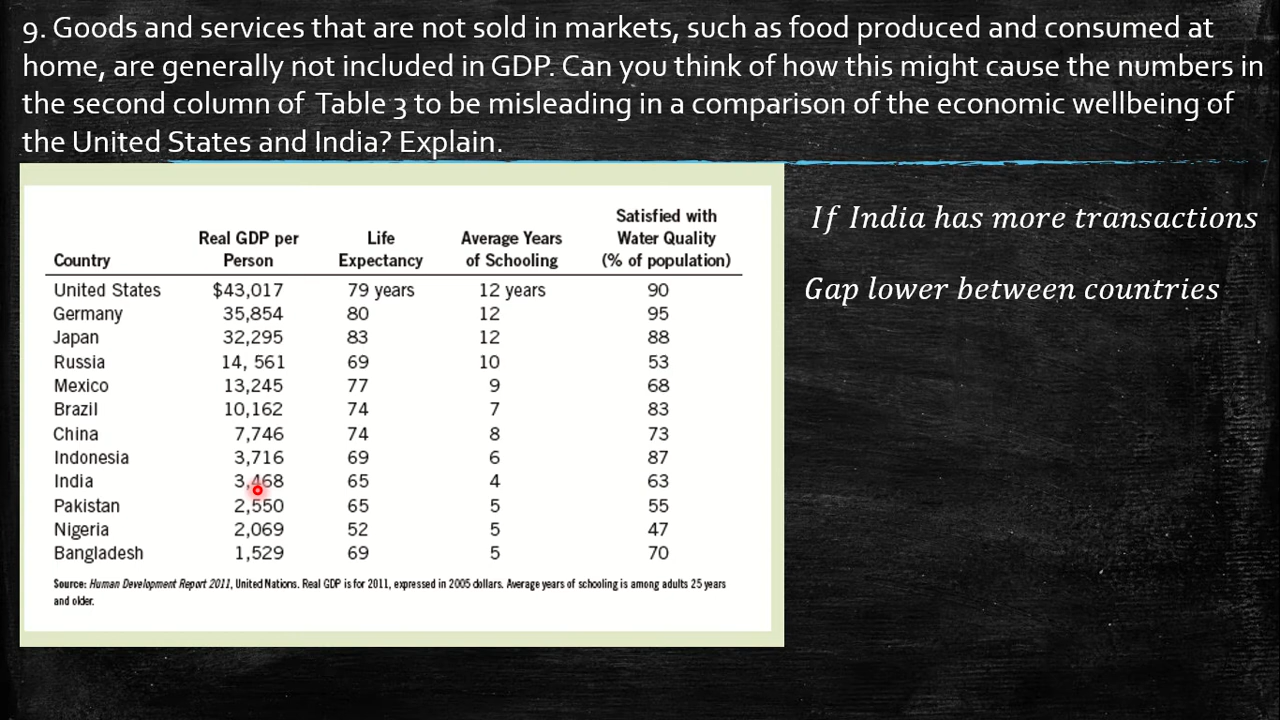 9. Goods and services that are not sold in markets, such as food produced and consumed at
home, are generally not included in GDP. Can you think of how this might cause the numbers in
the second column of Table 3 to be misleading in a comparison of the economic wellbeing of
the United States and India? Explain.
Country Real GDP per Person Life Expectancy Average Years of Schooling Satisfied with Water Quality (% of population)
United States $43,017 79 years 12 years 90
Germany 35,854 80 12 95
Japan 32,295 83 12 88
Russia 14, 561 69 10 53
Mexico 13,245 77 9 68
Brazil 10,162 74 7 83
China 7,746 74 8 73
Indonesia 3,716 69 6 87
India 3,468 65 4 63
Pakistan 2,550 65 5 55
Nigeria 2,069 52 5 47
Bangladesh 1,529 69 5 70
Source: Human Development Report 2011, United Nations. Real GDP is for 2011, expressed in 2005 dollars. Average years of schooling is among adults 25 years
and older.
If India has more transactions
Gap lower between countries